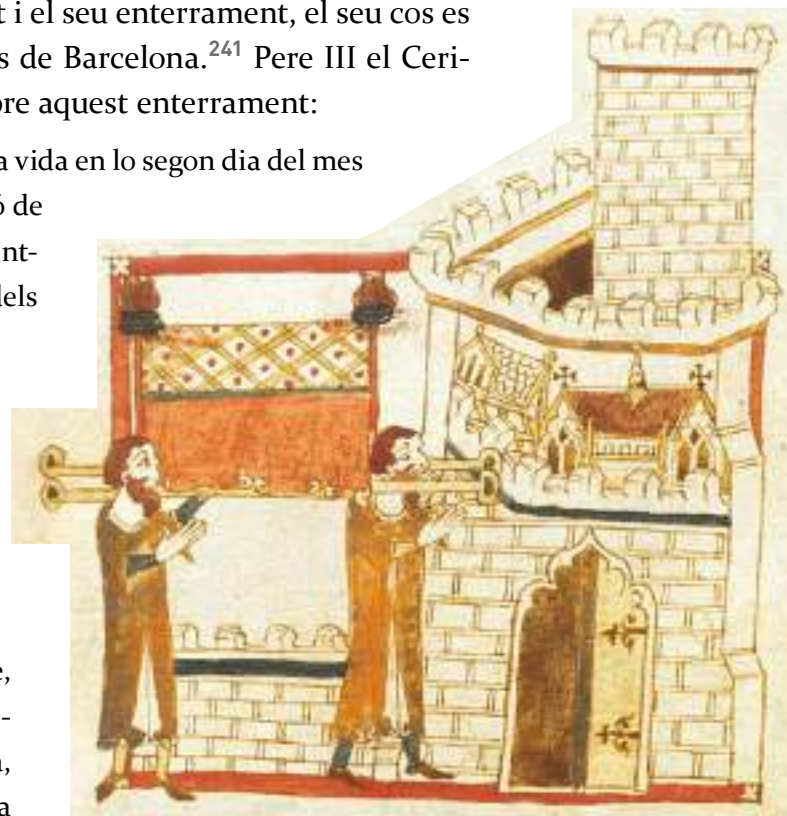 t i el seu enterrament, el seu cos es
s de Barcelona.241 Pere III el Ceri-
bre aquest enterrament:
a vida en lo segon dia del mes
ó de
nt-
dels
e,
-
a,
a